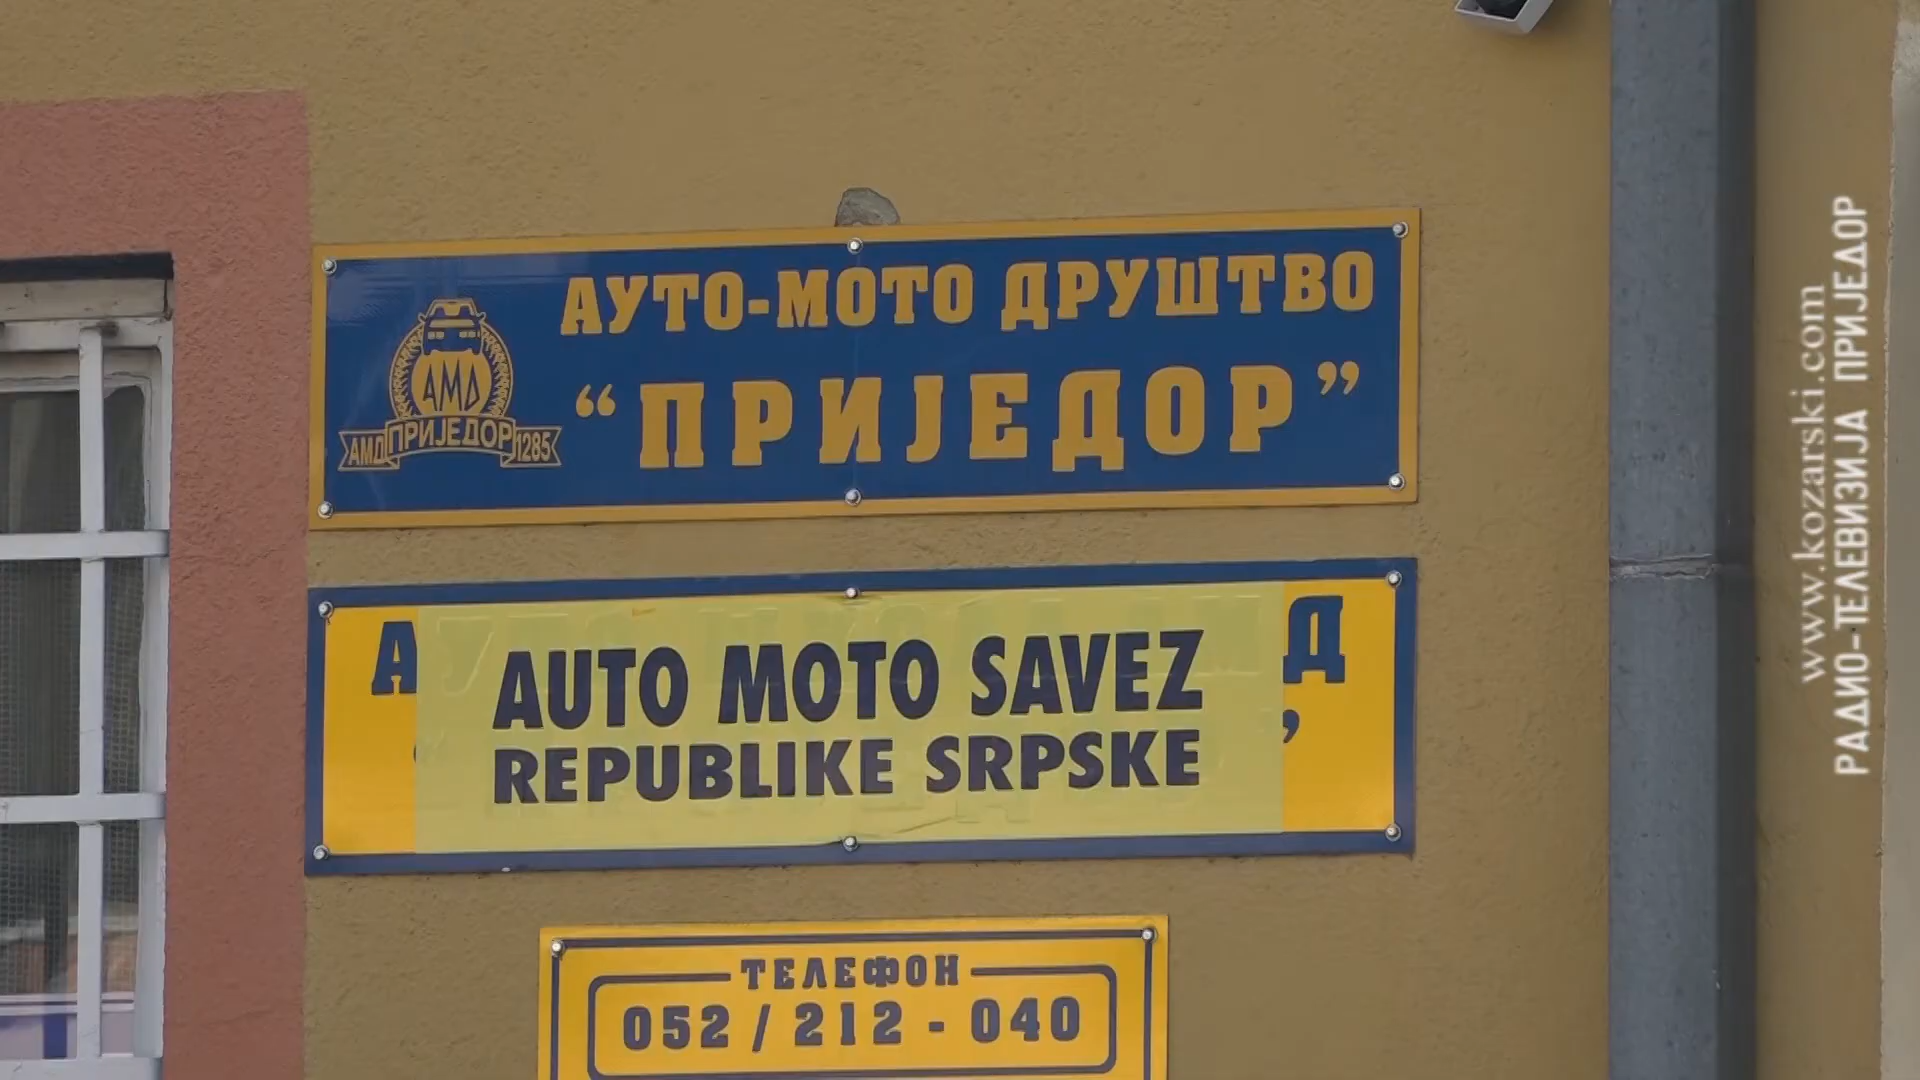 АУТО-МОТО ДРУШТВО
“ПРИЈЕДОР”
АМД
АМД ПРИЈЕДОР 1285
А Д
AUTO MOTO SAVEZ
REPUBLIKE SRPSKE
ТЕЛЕФОН
052 / 212 - 040
www.kozarski.com
РАДИО-ТЕЛЕВИЗИЈА ПРИЈЕДОР